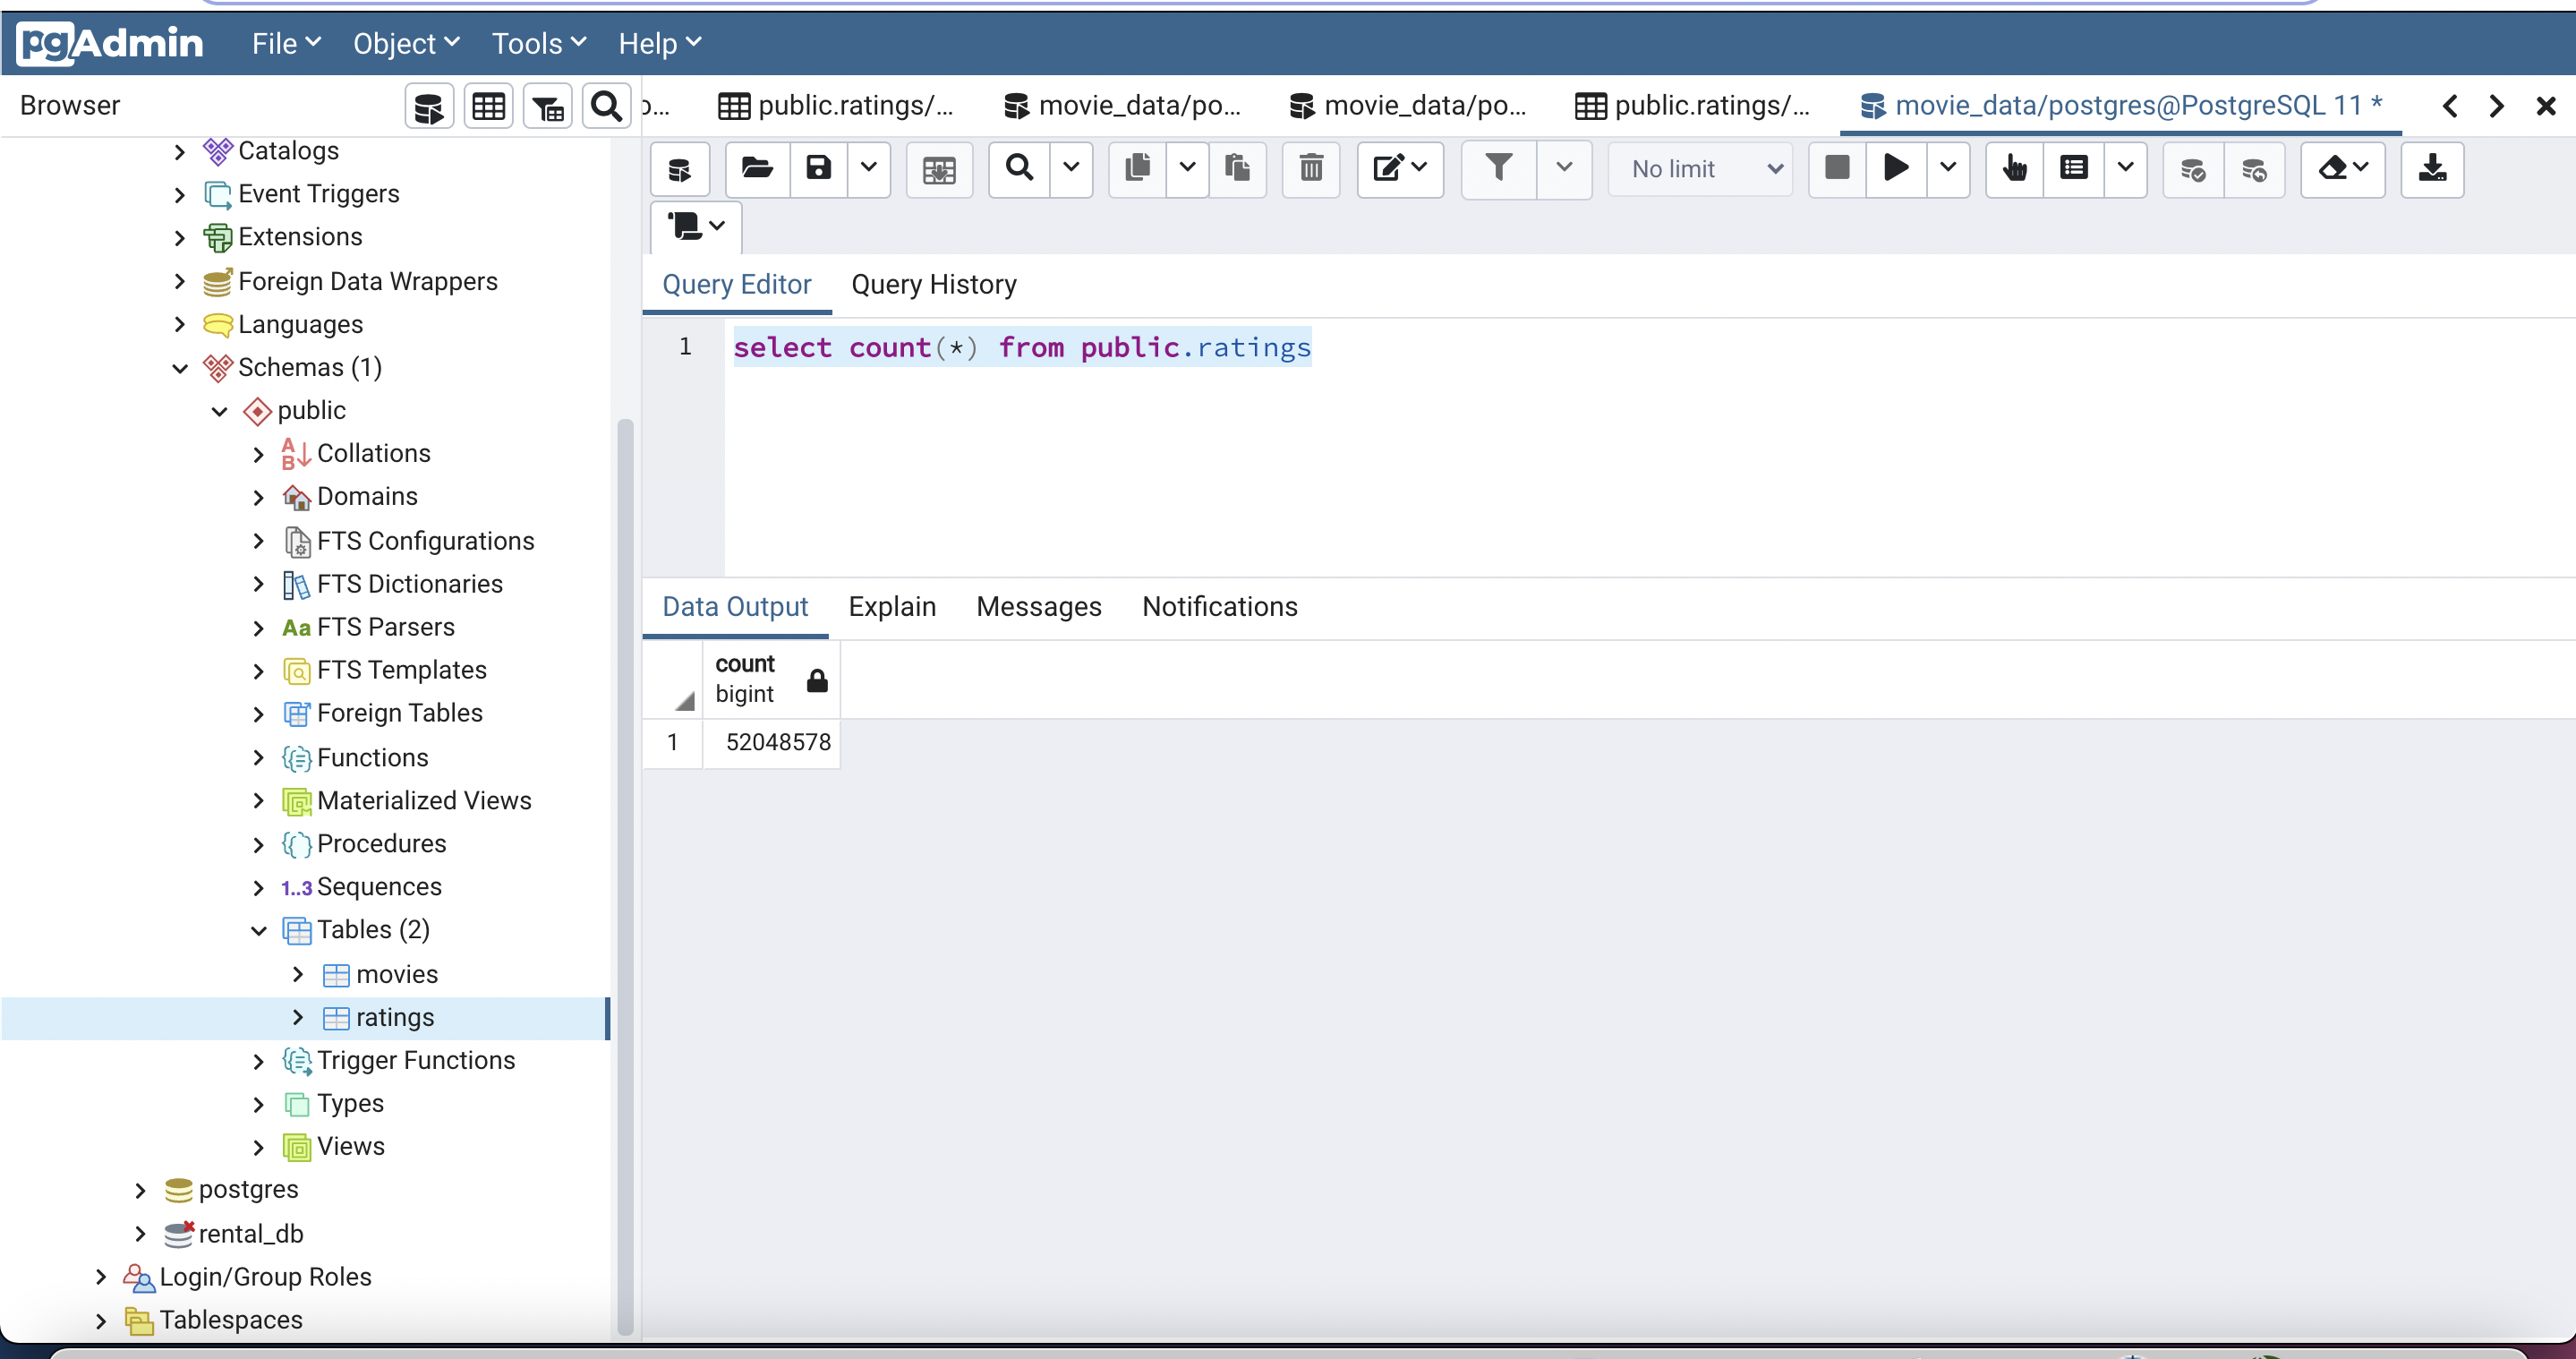 pgAdmin File Object Tools Help
Browser
public.ratings/... movie_data/po... movie_data/po... public.ratings/... movie_data/postgres@PostgreSQL 11 *
No limit
Catalogs
Event Triggers
Extensions
Foreign Data Wrappers
Languages
Schemas (1)
public
Collations
Domains
FTS Configurations
FTS Dictionaries
Aa FTS Parsers
FTS Templates
Foreign Tables
Functions
Materialized Views
Procedures
1..3 Sequences
Tables (2)
movies
ratings
Trigger Functions
Types
Views
postgres
rental_db
Login/Group Roles
Tablespaces
Query Editor Query History
1 select count(*) from public.ratings
Data Output Explain Messages Notifications
count
bigint
1 52048578